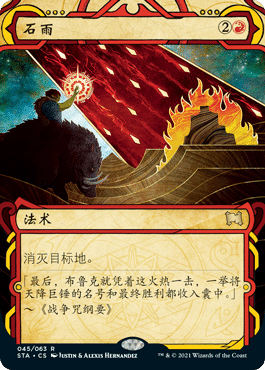 石雨 2
法术
消灭目标地。
「最后，布鲁克就凭着这火热一击，一举将
天降巨锤的名号和最终胜利都收入囊中。」
～《战争咒纲要》
045/063 R
STA • CS JUSTIN & ALEXIS HERNANDEZ
™ & © 2021 Wizards of the Coast